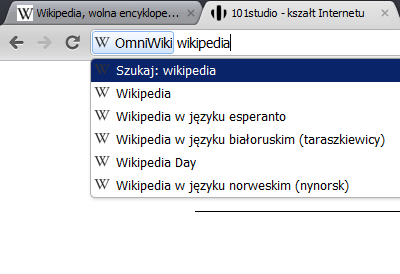 Wikipedia, wolna encyklope...
101studio - kszałt Internetu
OmniWiki wikipedia
Szukaj: wikipedia
Wikipedia
Wikipedia w języku esperanto
Wikipedia w języku białoruskim (taraszkiewicy)
Wikipedia Day
Wikipedia w języku norweskim (nynorsk)